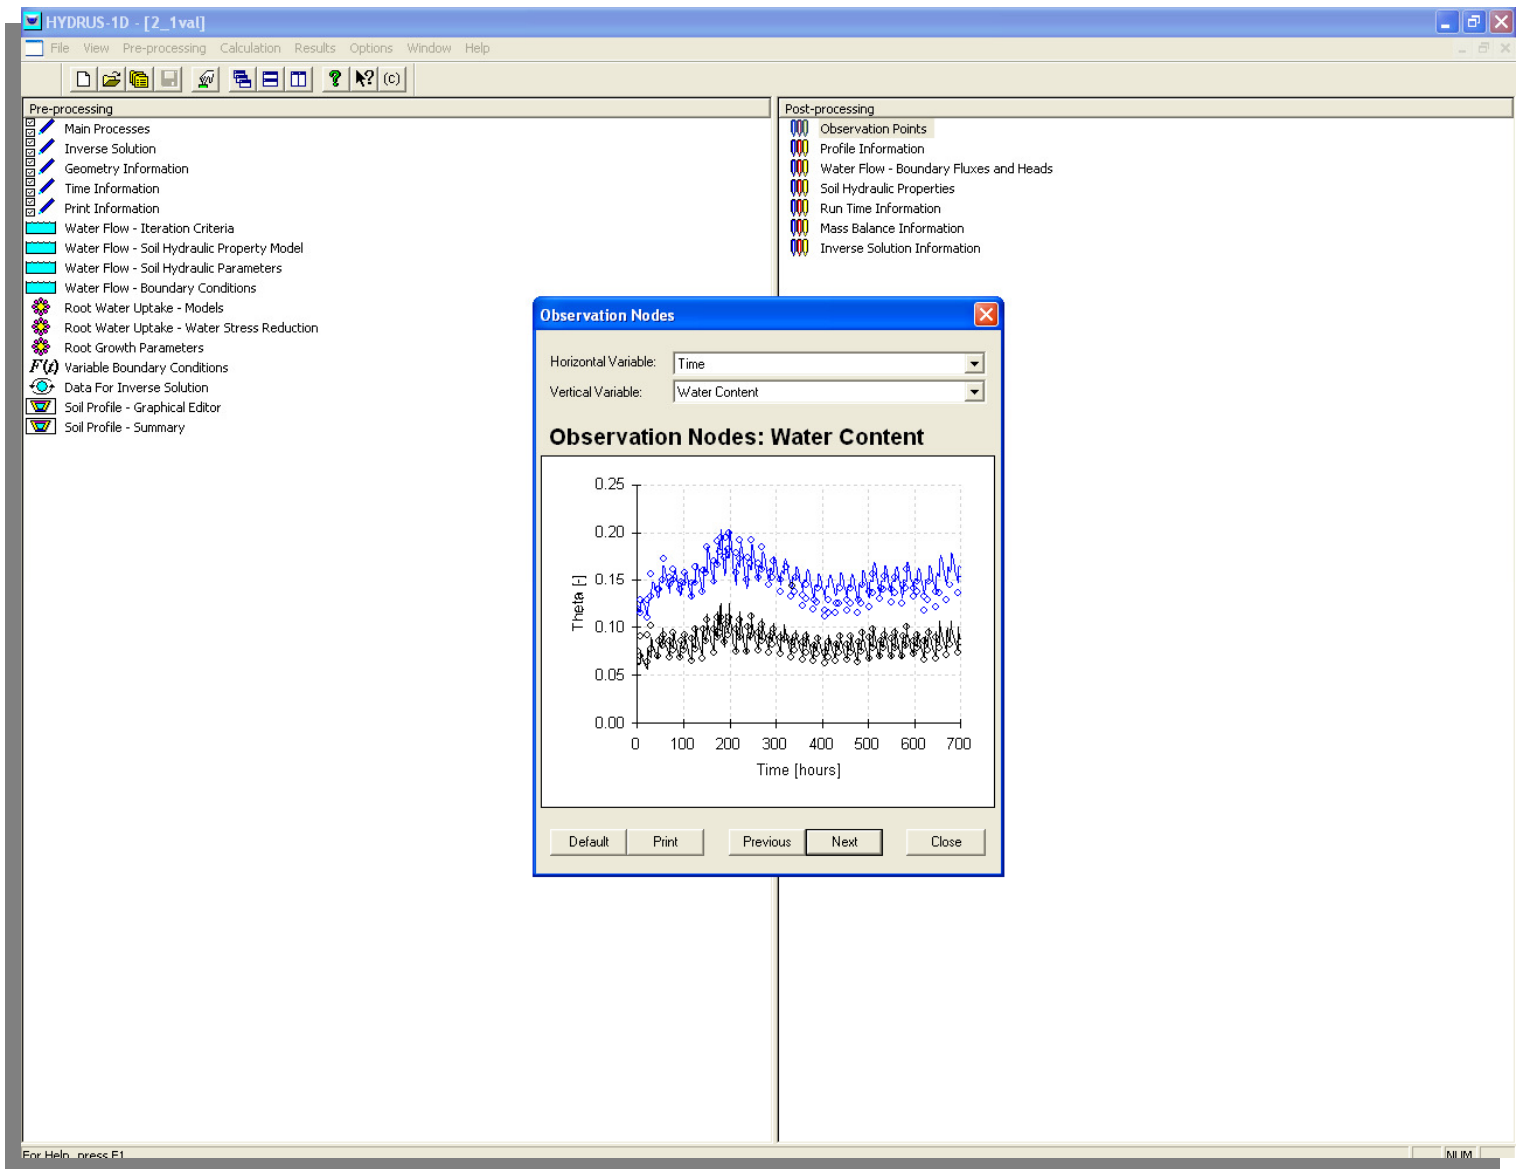 HYDRUS-1D - [2_1val]
File View Pre-processing Calculation Results Options Window Help
(c)
Pre-processing
Main Processes
Inverse Solution
Geometry Information
Time Information
Print Information
Water Flow - Iteration Criteria
Water Flow - Soil Hydraulic Property Model
Water Flow - Soil Hydraulic Parameters
Water Flow - Boundary Conditions
Root Water Uptake - Models
Root Water Uptake - Water Stress Reduction
Root Growth Parameters
F(t) Variable Boundary Conditions
Data For Inverse Solution
Soil Profile - Graphical Editor
Soil Profile - Summary
Post-processing
Observation Points
Profile Information
Water Flow - Boundary Fluxes and Heads
Soil Hydraulic Properties
Run Time Information
Mass Balance Information
Inverse Solution Information
Observation Nodes
Horizontal Variable: Time
Vertical Variable: Water Content
Observation Nodes: Water Content
0.25
0.20
0.15
0.10
0.05
0.00
Theta [-]
0 100 200 300 400 500 600 700
Time [hours]
Default Print Previous Next Close
For Help, press F1
NUM